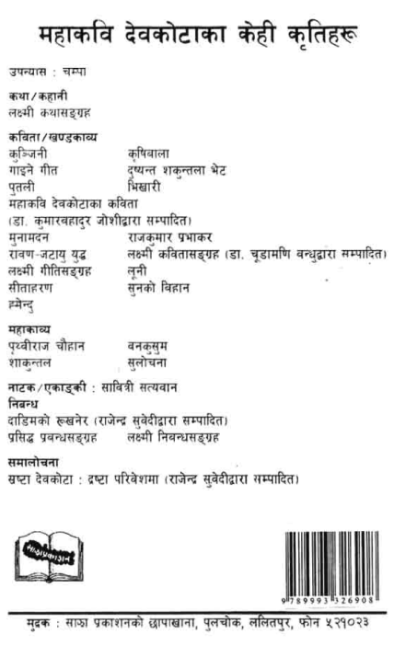 महाकवि देवकोटाका केही कृतिहरू
उपन्यास : चम्पा
कथा/कहानी
लक्ष्मी कथासङ्ग्रह
कविता/खण्डकाव्य
कुञ्जिनी कृषिवाला
गाइने गीत दुष्यन्त शकुन्तला भेट
पुतली भिखारी
महाकवि देवकोटाका कविता
(डा. कुमारबहादुर जोशीद्वारा सम्पादित)
मुनामदन राजकुमार प्रभाकर
रावण-जटायु युद्ध लक्ष्मी कवितासङ्ग्रह (डा. चूडामणि बन्धुद्वारा सम्पादित)
लक्ष्मी गीतिसङ्ग्रह लूनी
सीताहरण सुनको विहान
ह्मेन्दु
महाकाव्य
पृथ्वीराज चौहान वनकुसुम
शाकुन्तल सुलोचना
नाटक/एकाङ्की : सावित्री सत्यवान
निबन्ध
दाडिमको रूखनेर (राजेन्द्र सुवेदीद्वारा सम्पादित)
प्रसिद्ध प्रबन्धसङ्ग्रह लक्ष्मी निबन्धसङ्ग्रह
समालोचना
स्रष्टा देवकोटा : द्रष्टा परिवेशमा (राजेन्द्र सुवेदीद्वारा सम्पादित)
साझा प्रकाशन
9 789993 326908
मुद्रक : साझा प्रकाशनको छापाखाना, पुलचोक, ललितपुर, फोन ५२१०२३